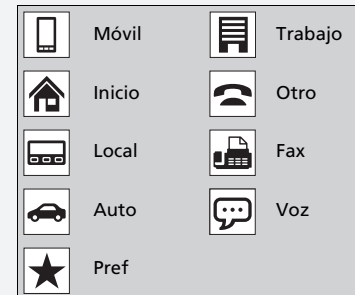 Móvil
Trabajo
Inicio
Otro
Local
Fax
Auto
Voz
Pref